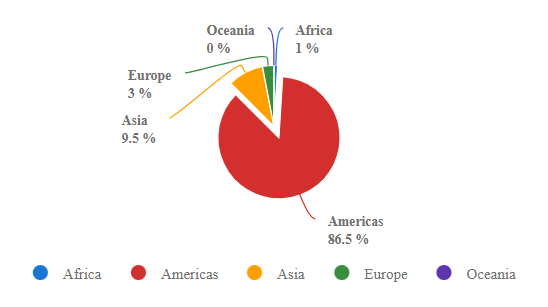 Oceania
0 %
Africa
1 %
Europe
3 %
Asia
9.5 %
Americas
86.5 %
Africa
Americas
Asia
Europe
Oceania